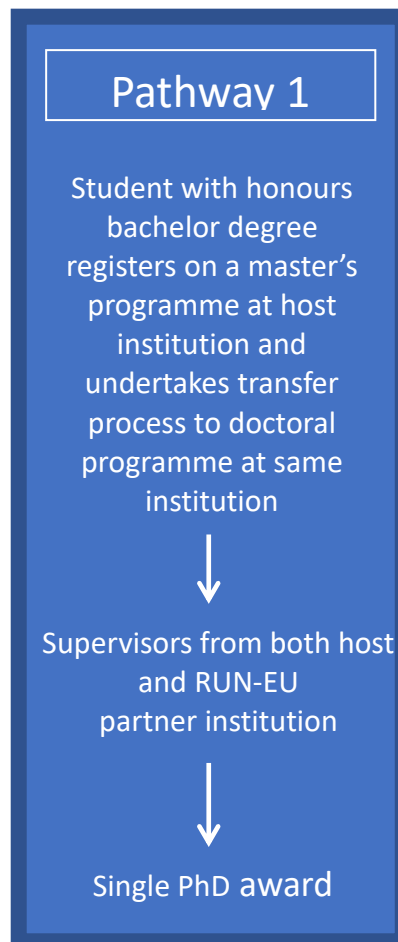 Pathway 1
Student with honours
bachelor degree
registers on a master’s
programme at host
institution and
undertakes transfer
process to doctoral
programme at same
institution
Supervisors from both host
and RUN-EU
partner institution
Single PhD award